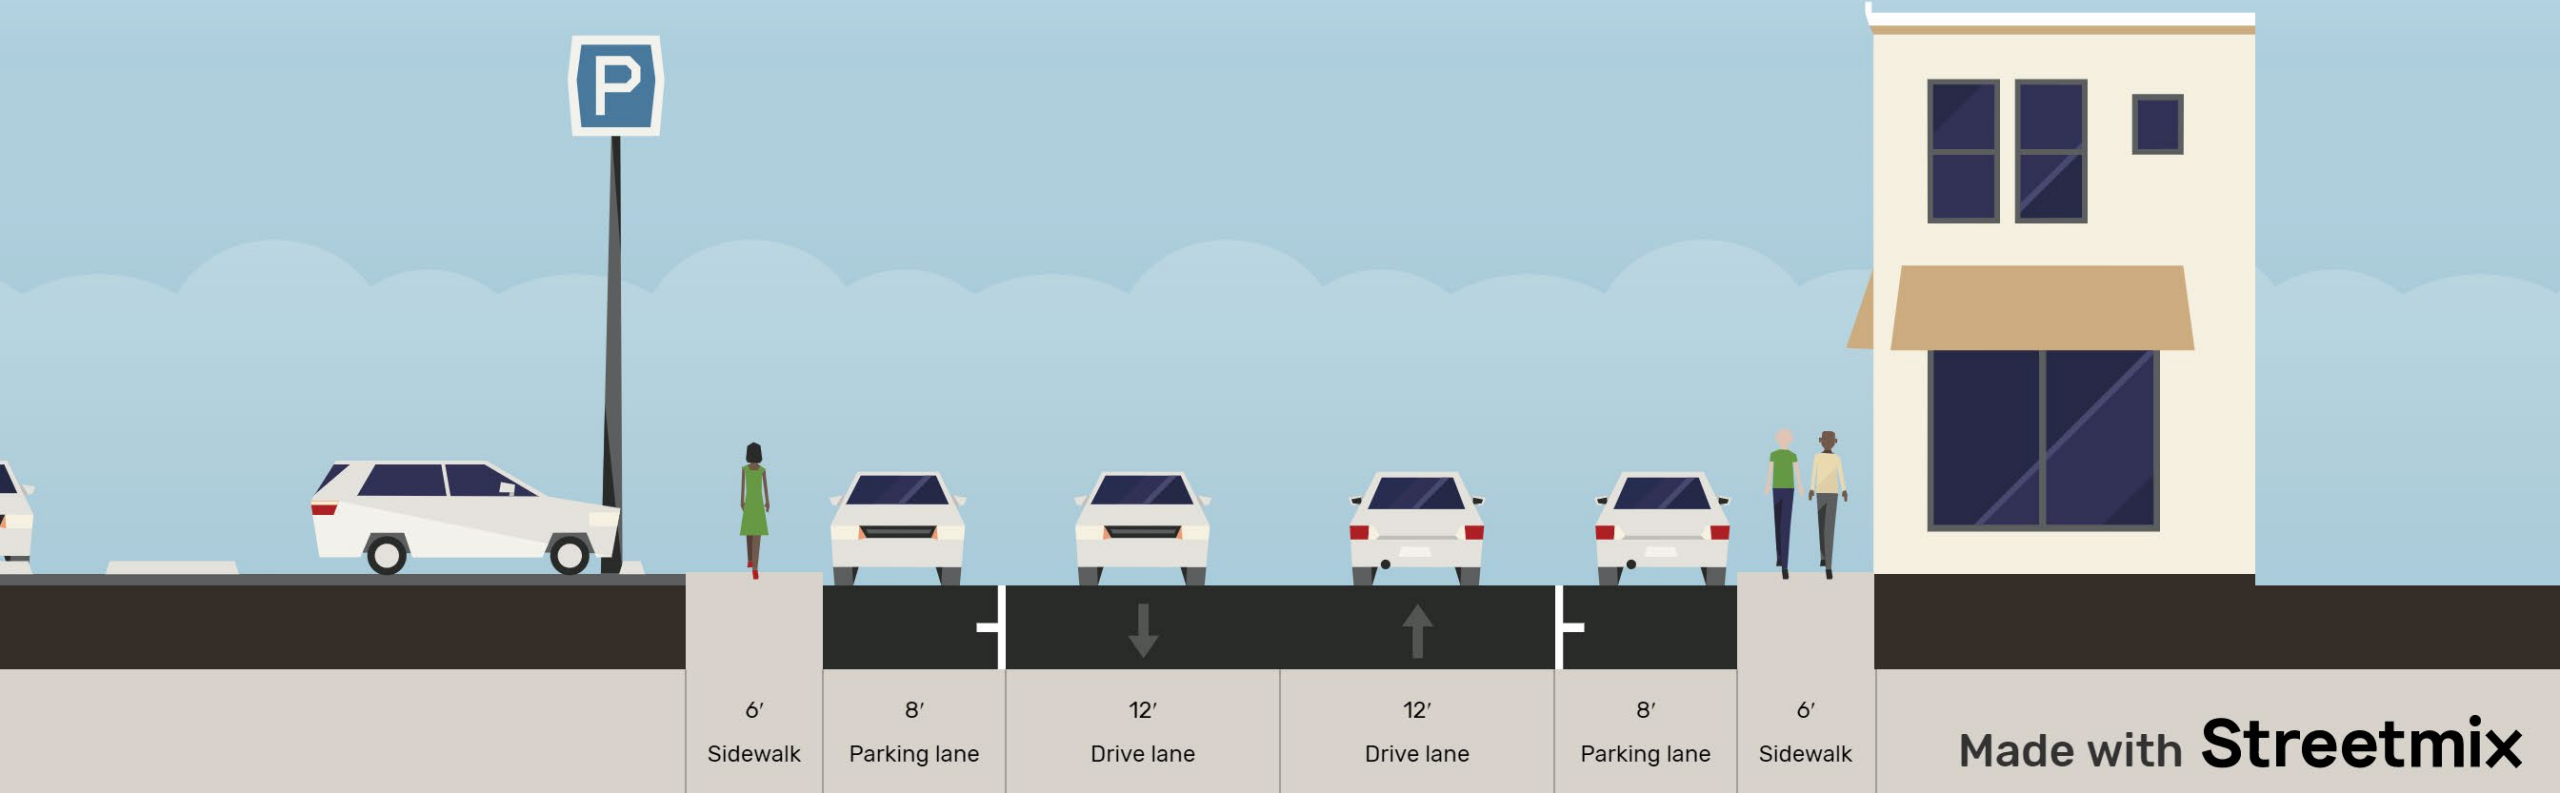 P
6′
Sidewalk
8′
Parking lane
12′
Drive lane
12′
Drive lane
8′
Parking lane
6′
Sidewalk
Made with Streetmix